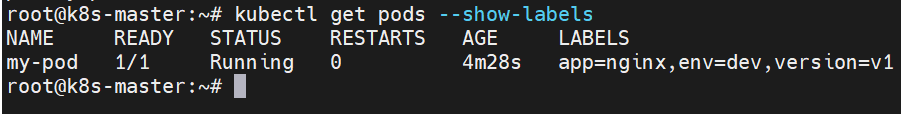 root@k8s-master:~# kubectl get pods --show-labels
NAME     READY   STATUS    RESTARTS   AGE     LABELS
my-pod   1/1     Running   0          4m28s   app=nginx,env=dev,version=v1
root@k8s-master:~#